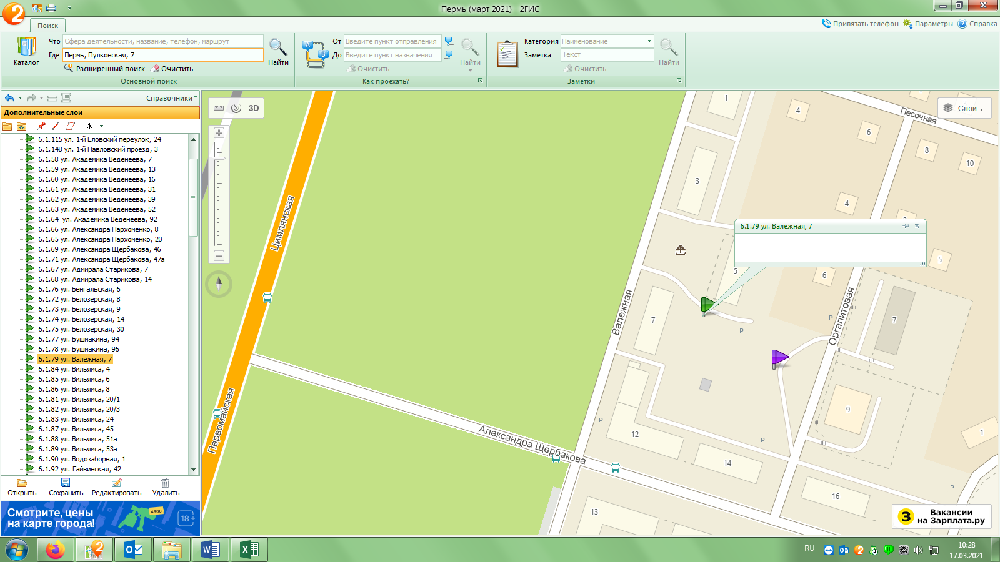 Пермь (март 2021) - 2ГИС
Поиск
Привязать телефон
Параметры
Справка
Каталог
Что
Сфера деятельности, название, телефон, маршрут
Где
Пермь, Пулковская, 7
Расширенный поиск
Очистить
Найти
Основной поиск
От
Введите пункт отправления
До
Введите пункт назначения
Очистить
Найти
Как проехать?
Категория
Наименование
Заметка
Текст
Очистить
Найти
Заметки
Справочники
Дополнительные слои
6.1.115 ул. 1-й Еловский переулок, 24
6.1.148 ул. 1-й Павловский проезд, 3
6.1.58 ул. Академика Веденеева, 7
6.1.59 ул. Академика Веденеева, 13
6.1.60 ул. Академика Веденеева, 16
6.1.61 ул. Академика Веденеева, 31
6.1.62 ул. Академика Веденеева, 39
6.1.63 ул. Академика Веденеева, 52
6.1.64  ул. Академика Веденеева, 92
6.1.66 ул. Александра Пархоменко, 8
6.1.65 ул. Александра Пархоменко, 20
6.1.69 ул. Александра Щербакова, 46
6.1.71 ул. Александра Щербакова, 47а
6.1.67 ул. Адмирала Старикова, 7
6.1.68 ул. Адмирала Старикова, 14
6.1.76 ул. Бенгальская, 6
6.1.72 ул. Белозерская, 8
6.1.73 ул. Белозерская, 9
6.1.74 ул. Белозерская, 14
6.1.75 ул. Белозерская, 30
6.1.77 ул. Бушмакина, 94
6.1.78 ул. Бушмакина, 96
6.1.79 ул. Валежная, 7
6.1.84 ул. Вильямса, 4
6.1.85 ул. Вильямса, 6
6.1.86 ул. Вильямса, 8
6.1.81 ул. Вильямса, 20/1
6.1.82 ул. Вильямса, 20/3
6.1.83 ул. Вильямса, 24
6.1.87 ул. Вильямса, 45
6.1.88 ул. Вильямса, 51а
6.1.89 ул. Вильямса, 53а
6.1.90 ул. Водозаборная, 1
6.1.92 ул. Гайвинская, 42
Открыть
Сохранить
Редактировать
Удалить
Смотрите, цены
на карте города!
4900
18+
3D
Слои
Песочная
1
4
6
8
10
3
4
6.1.79 ул. Валежная, 7
5
5
6
Цимлянская
Валежная
Оргалитовая
7
7
P
P
Первомайская
Александра Щербакова
9
12
14
16
13
1
P
P
P
З
Вакансии
на Зарплата.ру
RU
10:28
17.03.2021